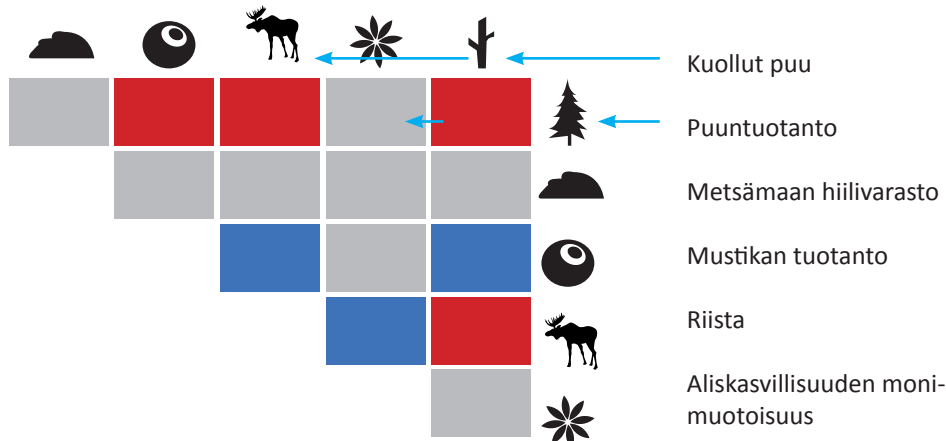 Kuollut puu
Puuntuotanto
Metsämaan hiilivarasto
Mustikan tuotanto
Riista
Aliskasvillisuuden moni-
muotoisuus